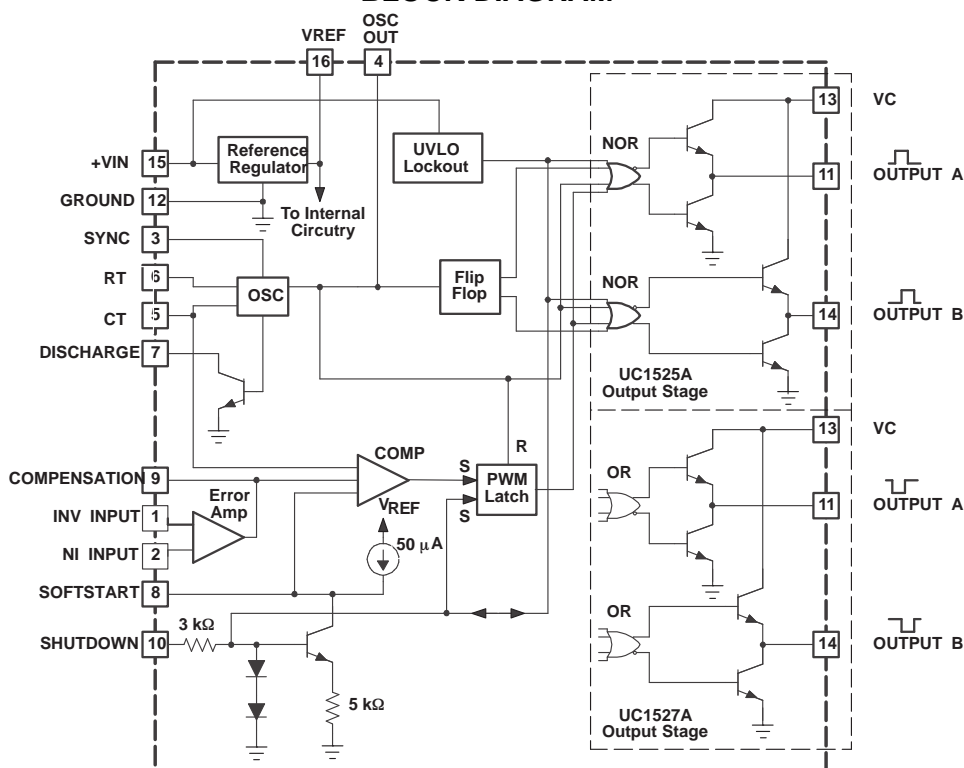 VREF
OSC
OUT
16
4
+VIN
15
GROUND
12
SYNC
3
RT
6
CT
5
DISCHARGE
7
Reference
Regulator
To Internal
Circutry
UVLO
Lockout
OSC
Flip
Flop
NOR
NOR
UC1525A
Output Stage
13
VC
11
OUTPUT A
14
OUTPUT B
COMPENSATION
9
INV INPUT
1
NI INPUT
2
SOFTSTART
8
SHUTDOWN
10
Error
Amp
COMP
VREF
50 μA
3 kΩ
5 kΩ
R
S
S
PWM
Latch
OR
OR
UC1527A
Output Stage
13
VC
11
OUTPUT A
14
OUTPUT B